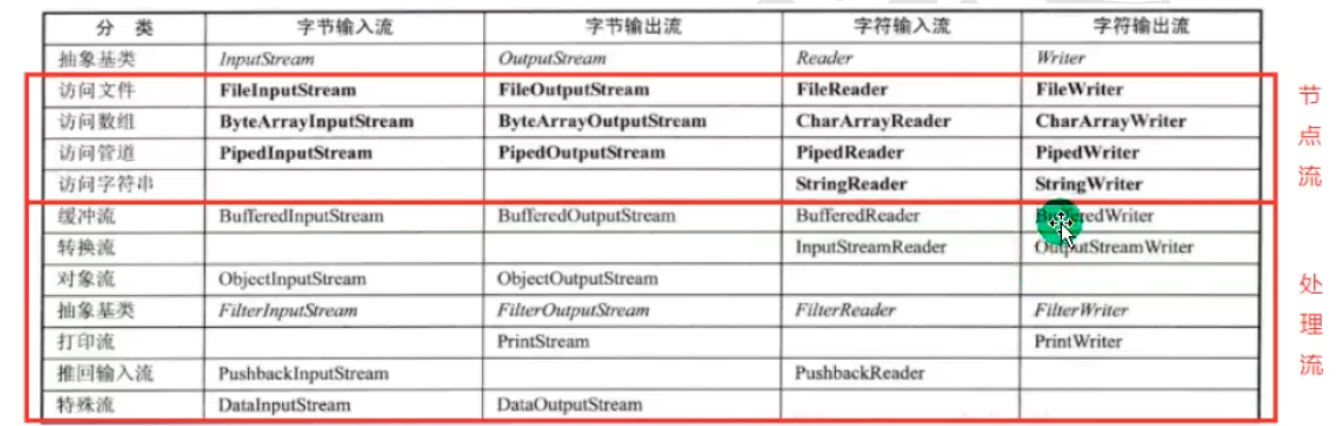 分 类 字节输入流 字节输出流 字符输入流 字符输出流
抽象基类 InputStream OutputStream Reader Writer
访问文件 FileInputStream FileOutputStream FileReader FileWriter
访问数组 ByteArrayInputStream ByteArrayOutputStream CharArrayReader CharArrayWriter
访问管道 PipedInputStream PipedOutputStream PipedReader PipedWriter
访问字符串 StringReader StringWriter
缓冲流 BufferedInputStream BufferedOutputStream BufferedReader BufferedWriter
转换流 InputStreamReader OutputStreamWriter
对象流 ObjectInputStream ObjectOutputStream
抽象基类 FilterInputStream FilterOutputStream FilterReader FilterWriter
打印流 PrintStream PrintWriter
推回输入流 PushbackInputStream PushbackReader
特殊流 DataInputStream DataOutputStream
节
点
流
处
理
流